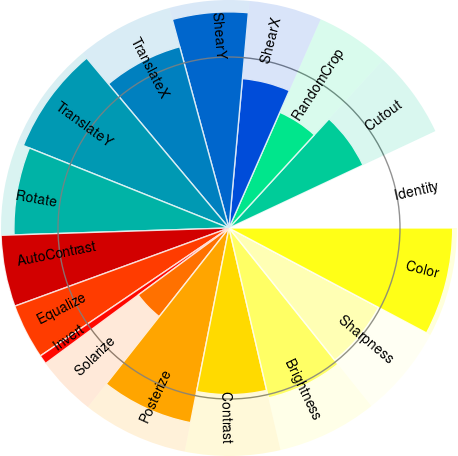 Identity
Cutout
RandomCrop
ShearX
ShearY
TranslateX
TranslateY
Rotate
AutoContrast
Equalize
Invert
Solarize
Posterize
Contrast
Brightness
Sharpness
Color